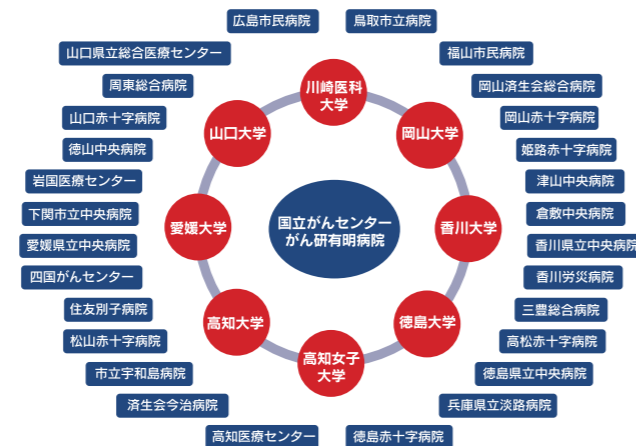 広島市民病院
鳥取市立病院
山口県立総合医療センター
福山市民病院
周東総合病院
岡山済生会総合病院
山口赤十字病院
岡山赤十字病院
徳山中央病院
姫路赤十字病院
岩国医療センター
津山中央病院
下関市立中央病院
倉敷中央病院
愛媛県立中央病院
香川県立中央病院
四国がんセンター
香川労災病院
住友別子病院
三豊総合病院
松山赤十字病院
高松赤十字病院
市立宇和島病院
徳島県立中央病院
済生会今治病院
兵庫県立淡路病院
高知医療センター
徳島赤十字病院
川崎医科
大学
山口大学
岡山大学
愛媛大学
香川大学
高知大学
徳島大学
高知女子
大学
国立がんセンター
がん研有明病院